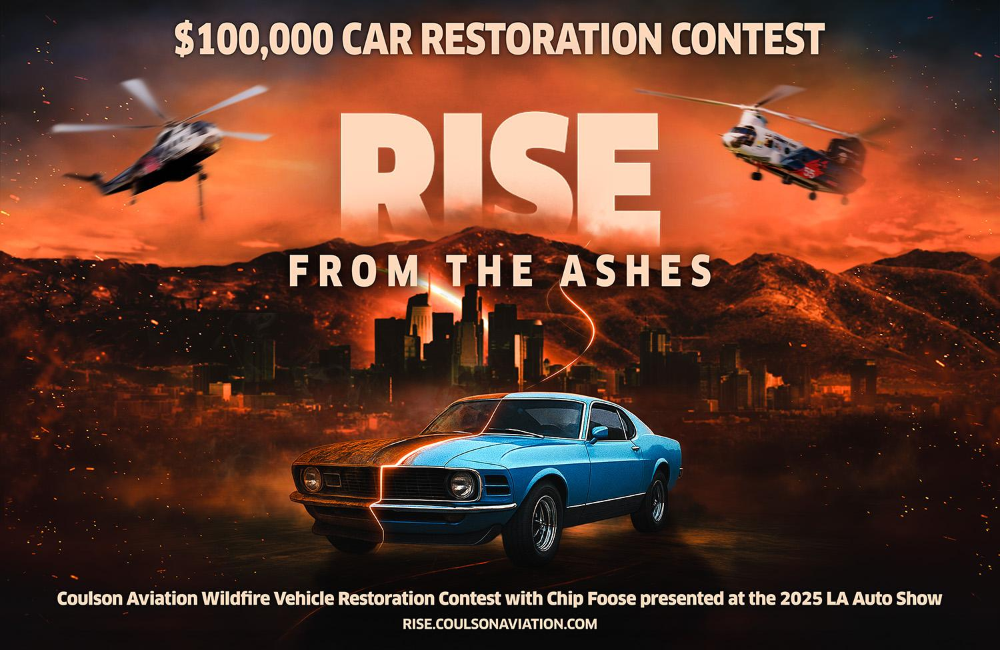 $100,000 CAR RESTORATION CONTEST
RISE
55
FROM THE ASHES
Coulson Aviation Wildfire Vehicle Restoration Contest with Chip Foose presented at the 2025 LA Auto Show
RISE.COULSONAVIATION.COM